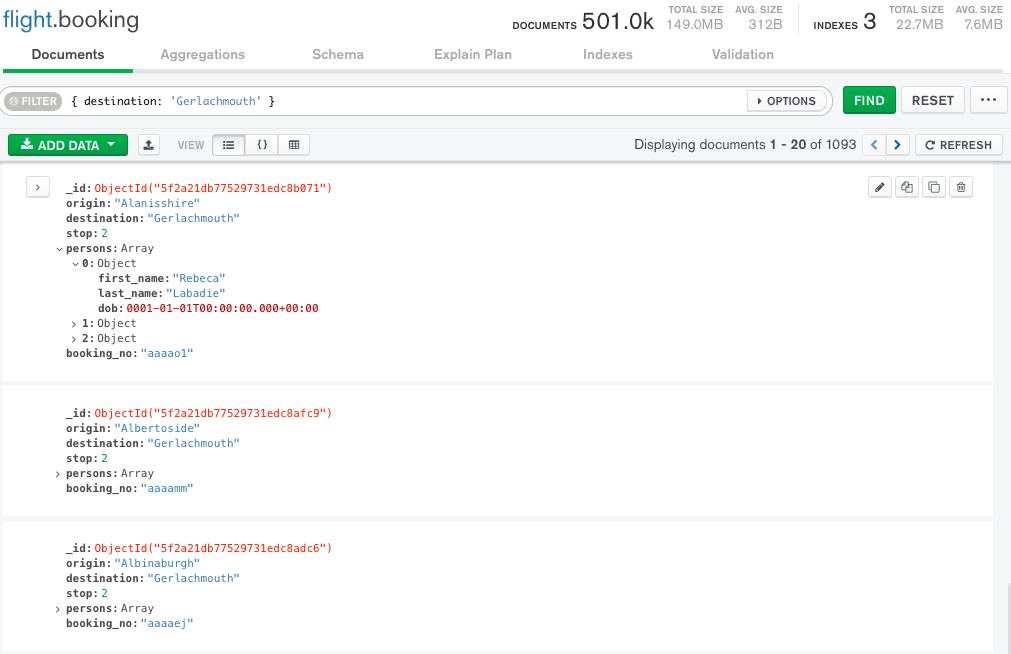 flight.booking
DOCUMENTS 501.0k TOTAL SIZE 149.0MB AVG. SIZE 312B INDEXES 3 TOTAL SIZE 22.7MB AVG. SIZE 7.6MB
Documents Aggregations Schema Explain Plan Indexes Validation
FILTER { destination: 'Gerlachmouth' } OPTIONS FIND RESET ...
ADD DATA VIEW {} Displaying documents 1 - 20 of 1093 < > REFRESH
_id: ObjectId("5f2a21db77529731edc8b071")
origin: "Alanisshire"
destination: "Gerlachmouth"
stop: 2
persons: Array
0: Object
first_name: "Rebeca"
last_name: "Labadie"
dob: 0001-01-01T00:00:00.000+00:00
1: Object
2: Object
booking_no: "aaaao1"
_id: ObjectId("5f2a21db77529731edc8afc9")
origin: "Albertoside"
destination: "Gerlachmouth"
stop: 2
persons: Array
booking_no: "aaaamm"
_id: ObjectId("5f2a21db77529731edc8adc6")
origin: "Albinaburgh"
destination: "Gerlachmouth"
stop: 2
persons: Array
booking_no: "aaaaej"